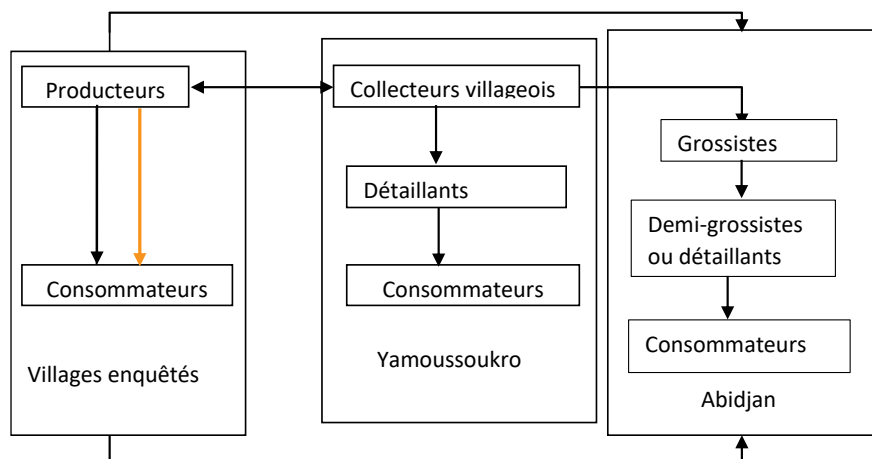 Producteurs
Consommateurs
Villages enquêtés
Collecteurs villageois
Détaillants
Consommateurs
Yamoussoukro
Grossistes
Demi-grossistes
ou détaillants
Consommateurs
Abidjan